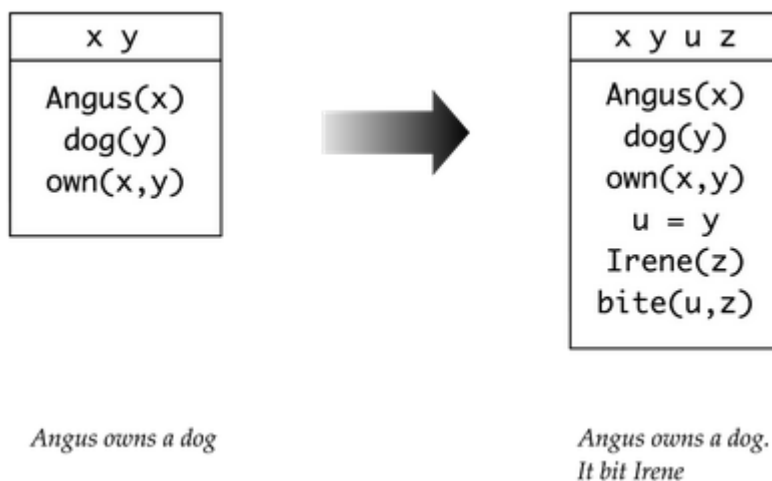 x y
Angus(x)
dog(y)
own(x,y)
Angus owns a dog
x y u z
Angus(x)
dog(y)
own(x,y)
u = y
Irene(z)
bite(u,z)
Angus owns a dog.
It bit Irene